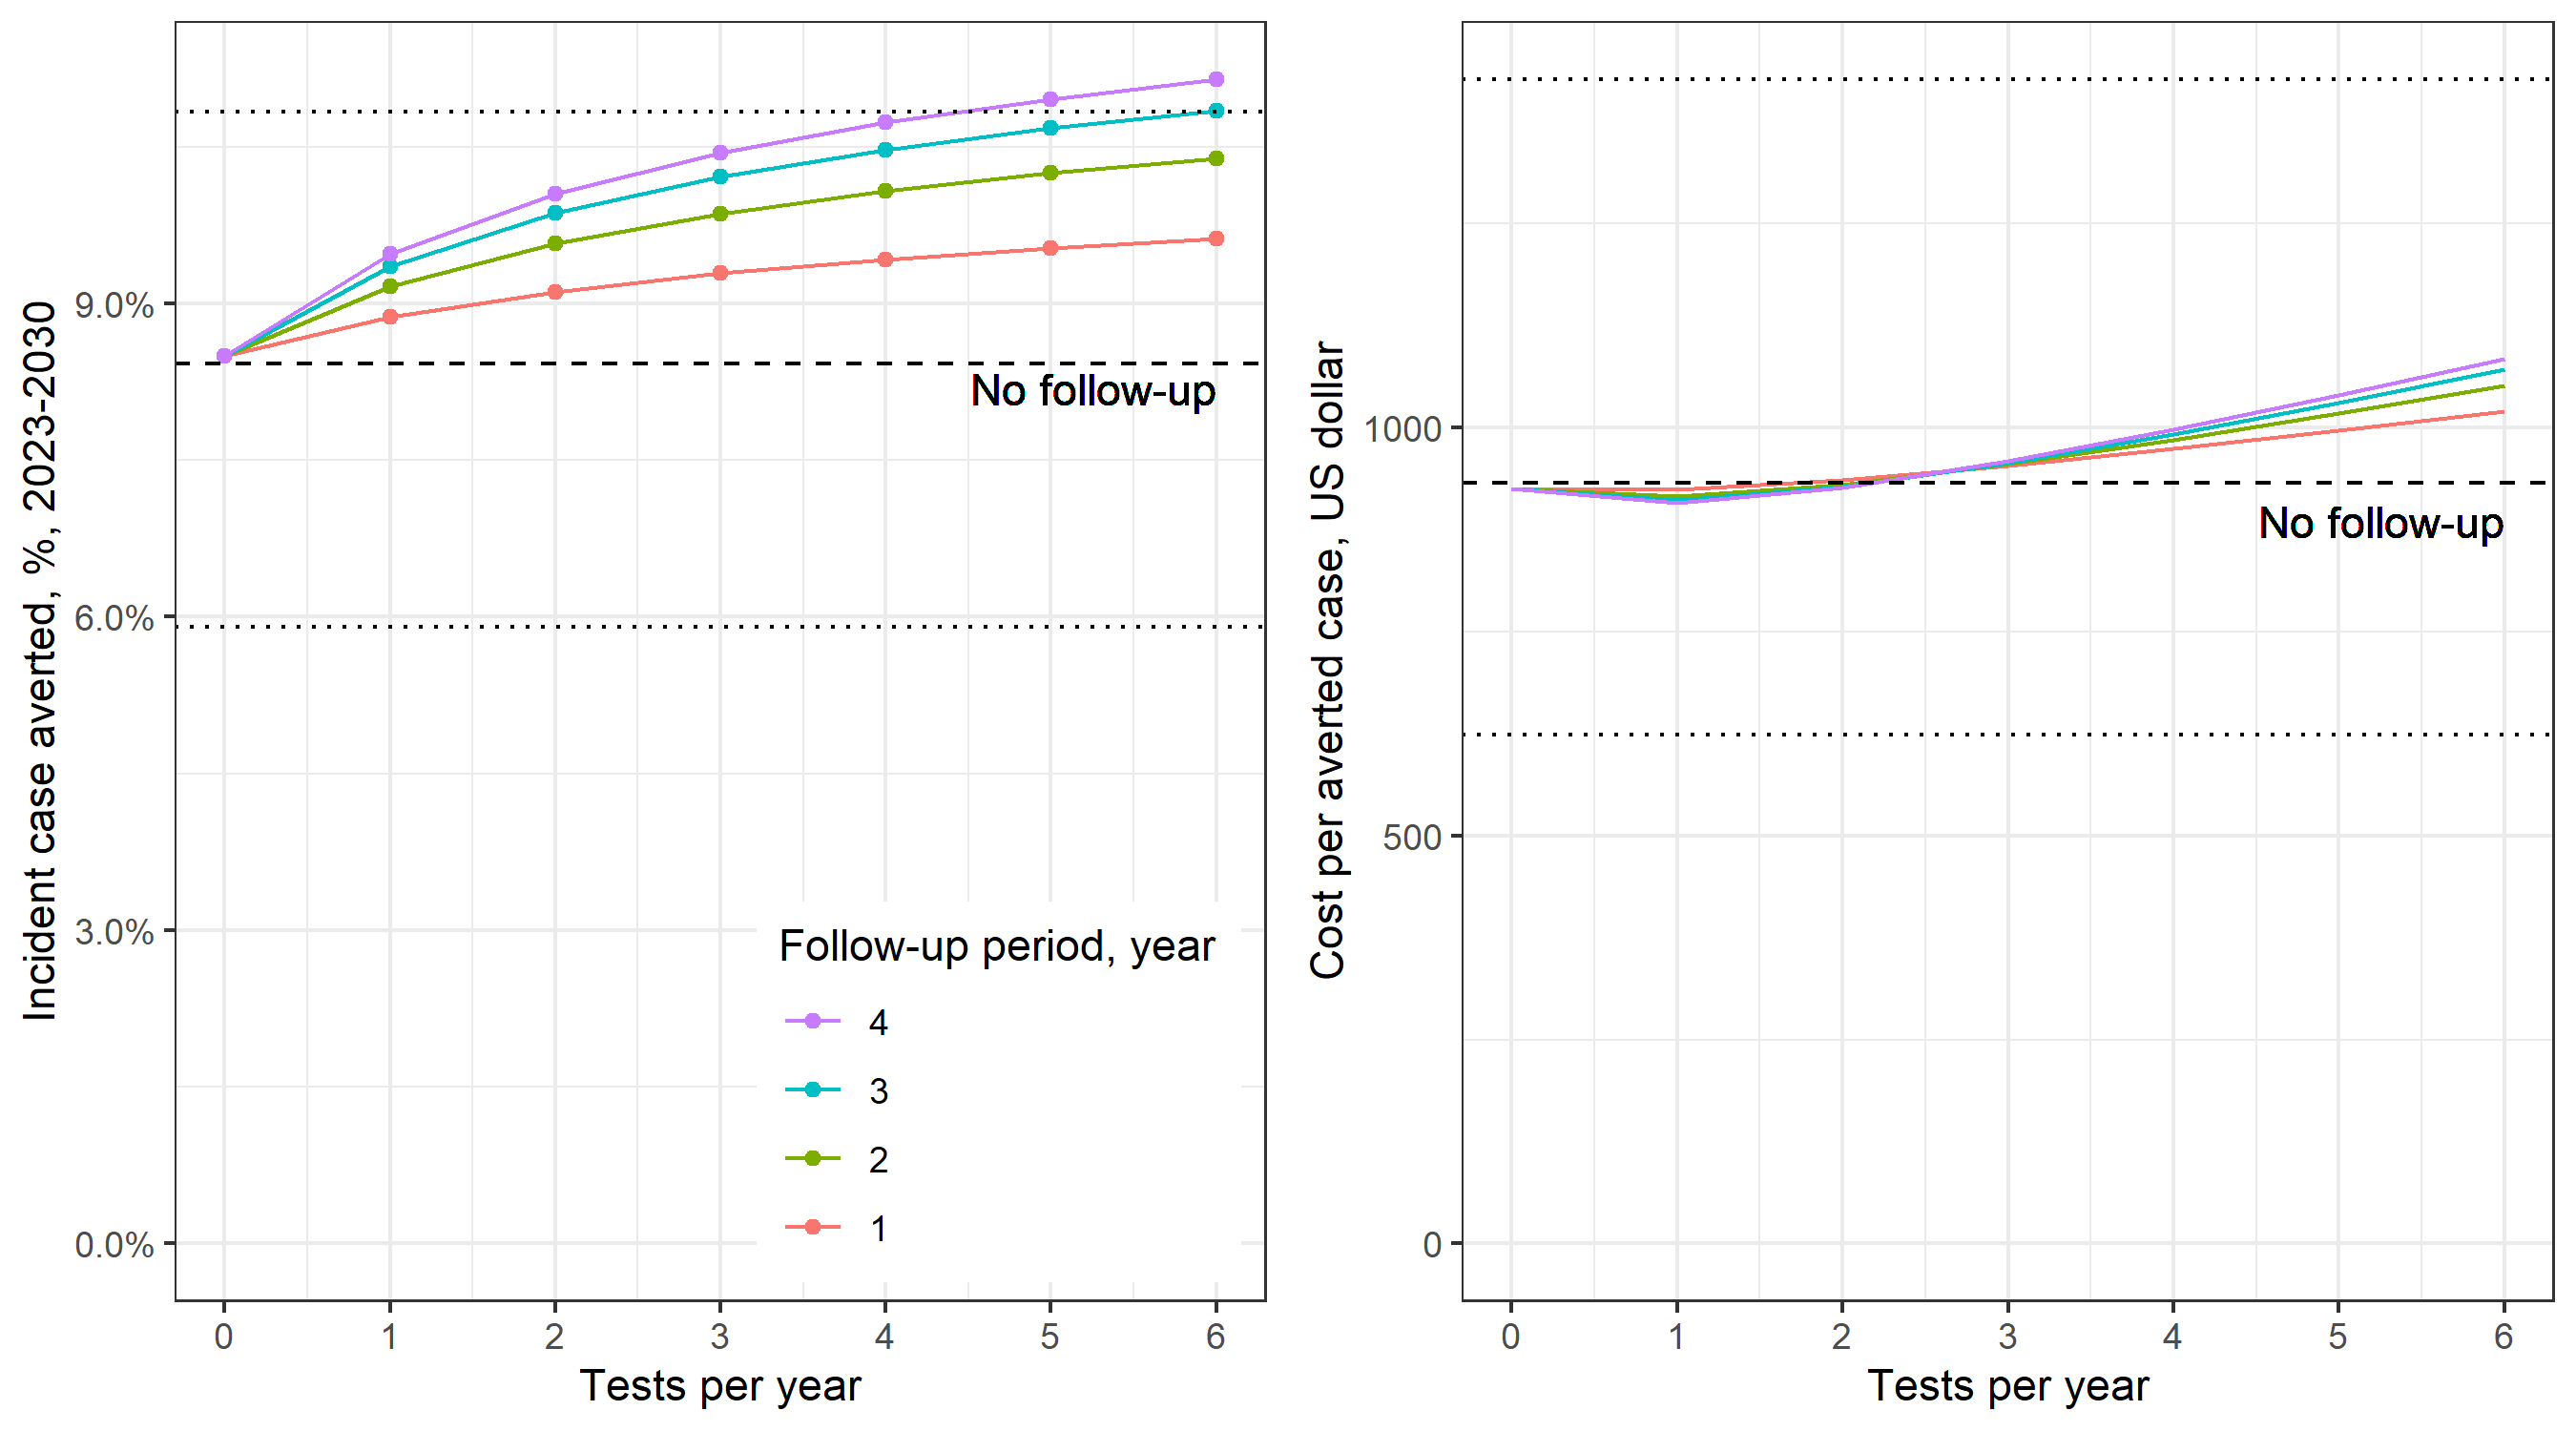 Incident case averted, %, 2023-2030
9.0%
6.0%
3.0%
0.0%
No follow-up
Follow-up period, year
4
3
2
1
0 1 2 3 4 5 6
Tests per year
Cost per averted case, US dollar
1000
500
0
No follow-up
0 1 2 3 4 5 6
Tests per year